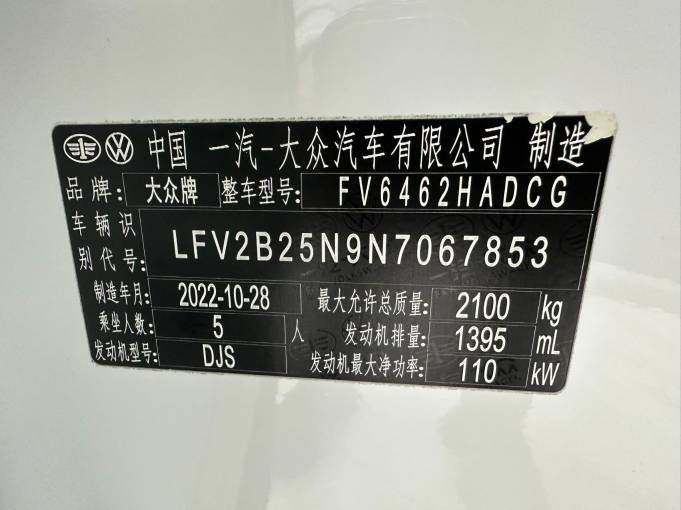 中国 一汽-大众汽车有限公司 制造
品牌: 大众牌 整车型号: FV6462HADCG
车辆识别代号: LFV2B25N9N7067853
制造年月: 2022-10-28 最大允许总质量: 2100 kg
乘坐人数: 5 人 发动机排量: 1395 mL
发动机型号: DJS 发动机最大净功率: 110 kW